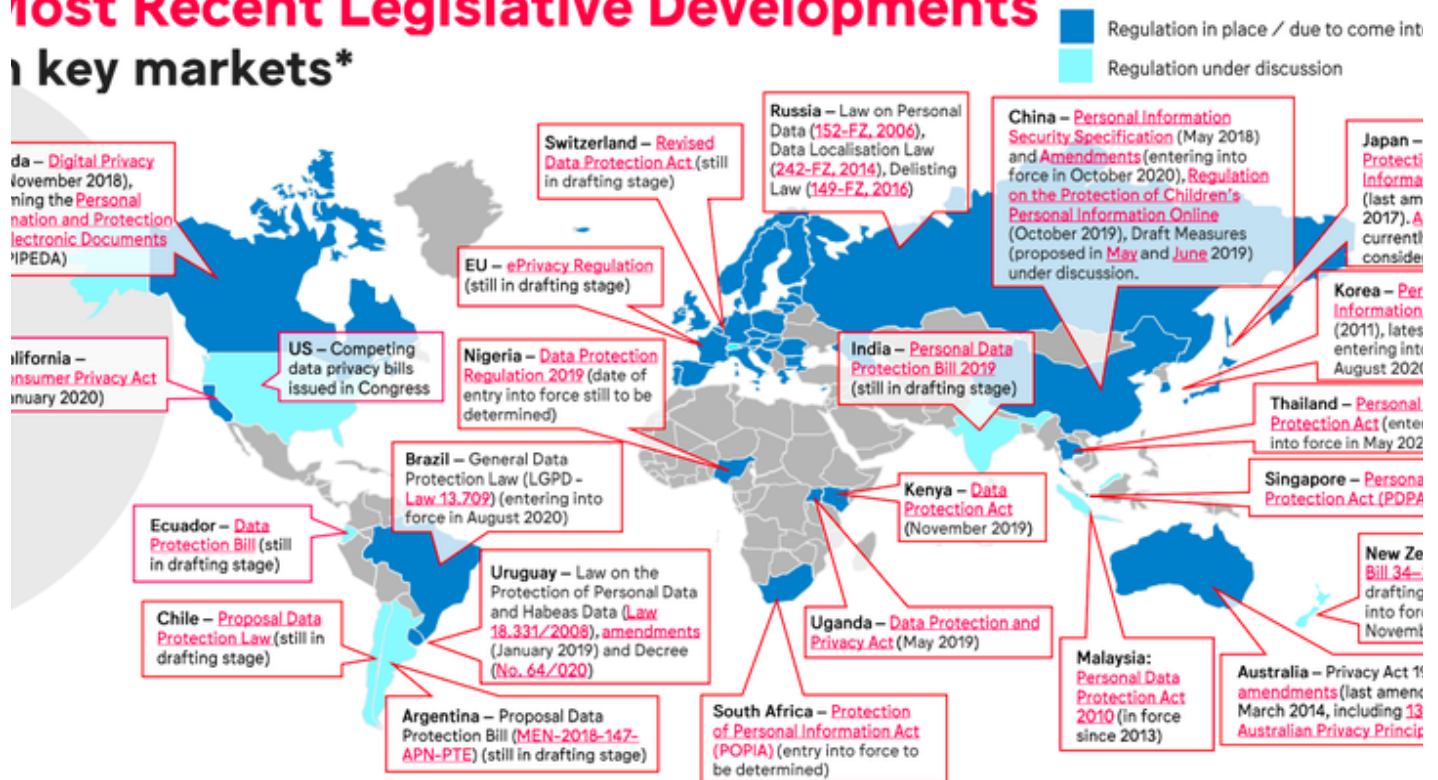 Most Recent Legislative Developments
n key markets*
Regulation in place / due to come into
Regulation under discussion
da – Digital Privacy
November 2018),
ming the Personal
mation and Protection
lectronic Documents
PIPEDA)
Switzerland – Revised
Data Protection Act (still
in drafting stage)
Russia – Law on Personal
Data (152-FZ, 2006),
Data Localisation Law
(242-FZ, 2014), Delisting
Law (149-FZ, 2016)
China – Personal Information
Security Specification (May 2018)
and Amendments (entering into
force in October 2020), Regulation
on the Protection of Children's
Personal Information Online
(October 2019), Draft Measures
(proposed in May and June 2019)
under discussion.
Japan –
Protecti
Informa
(last am
2017). A
currentl
consider
EU – ePrivacy Regulation
(still in drafting stage)
Korea – Per
Information
(2011), lates
entering into
August 2020
alifornia –
onsumer Privacy Act
anuary 2020)
US – Competing
data privacy bills
issued in Congress
Nigeria – Data Protection
Regulation 2019 (date of
entry into force still to be
determined)
India – Personal Data
Protection Bill 2019
(still in drafting stage)
Thailand – Personal
Protection Act (enter
into force in May 202
Brazil – General Data
Protection Law (LGPD -
Law 13.709) (entering into
force in August 2020)
Kenya – Data
Protection Act
(November 2019)
Singapore – Persona
Protection Act (PDPA
Ecuador – Data
Protection Bill (still
in drafting stage)
Uruguay – Law on the
Protection of Personal Data
and Habeas Data (Law
18.331/2008), amendments
(January 2019) and Decree
(No. 64/020)
New Ze
Bill 34–
drafting
into for
Novemb
Chile – Proposal Data
Protection Law (still in
drafting stage)
Uganda – Data Protection and
Privacy Act (May 2019)
Malaysia:
Personal Data
Protection Act
2010 (in force
since 2013)
Australia – Privacy Act 19
amendments (last amend
March 2014, including 13
Australian Privacy Princip
Argentina – Proposal Data
Protection Bill (MEN-2018-147-
APN-PTE) (still in drafting stage)
South Africa – Protection
of Personal Information Act
(POPIA) (entry into force to
be determined)